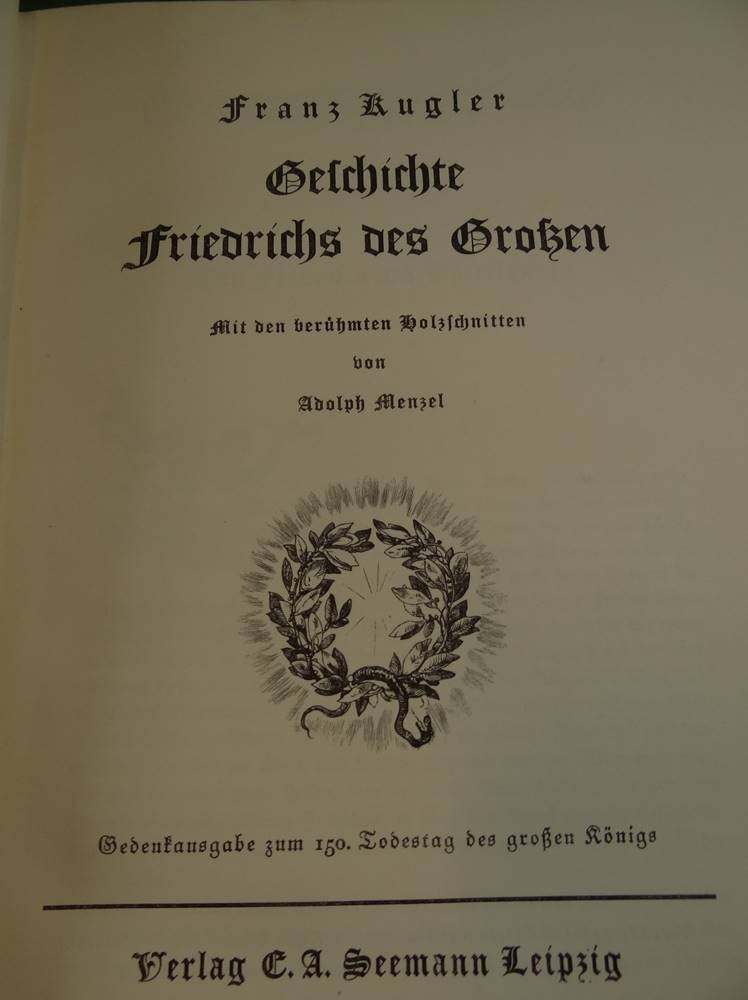 Franz Kugler
Geſchichte
Friedrichs des Großen
Mit den berühmten Holzſchnitten
von
Adolph Menzel
Gedenkausgabe zum 150. Todestag des großen Königs
Verlag E. A. Seemann Leipzig